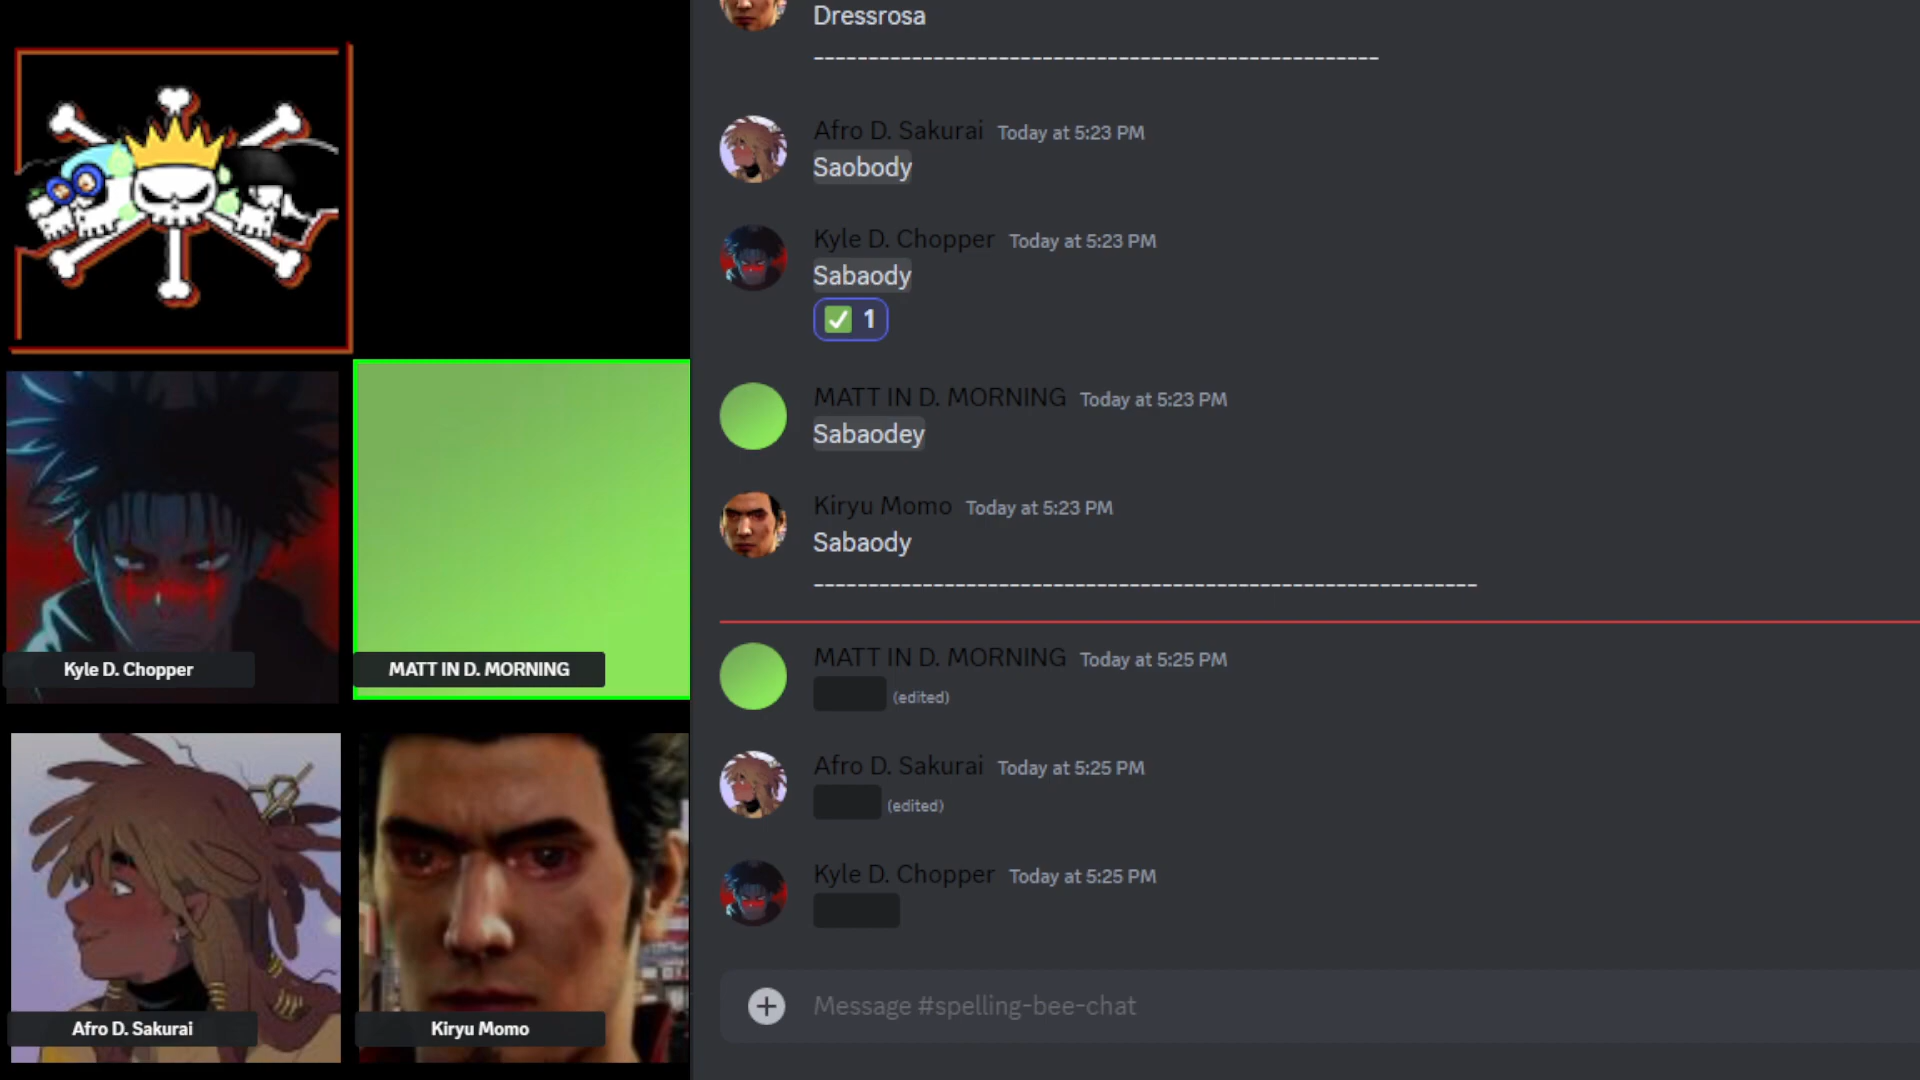 Dressrosa
----------------------------------------------------
Afro D. Sakurai Today at 5:23 PM
Saobody
Kyle D. Chopper Today at 5:23 PM
Sabaody
✅ 1
MATT IN D. MORNING Today at 5:23 PM
Sabaodey
Kiryu Momo Today at 5:23 PM
Sabaody
-------------------------------------------------------------
MATT IN D. MORNING Today at 5:25 PM
(edited)
Afro D. Sakurai Today at 5:25 PM
(edited)
Kyle D. Chopper Today at 5:25 PM
Message #spelling-bee-chat
Kyle D. Chopper
MATT IN D. MORNING
Afro D. Sakurai
Kiryu Momo